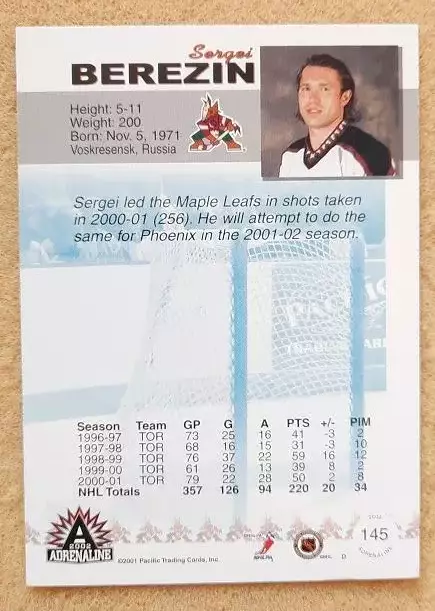 Sergei
BEREZIN
Height: 5-11
Weight: 200
Born: Nov. 5, 1971
Voskresensk, Russia
Sergei led the Maple Leafs in shots taken
in 2000-01 (256). He will attempt to do the
same for Phoenix in the 2001-02 season.
PACIFIC
TRADING CARDS
Season Team GP G A PTS +/- PIM
1996-97 TOR 73 25 16 41 -3 2
1997-98 TOR 68 16 15 31 -3 10
1998-99 TOR 76 37 22 59 16 12
1999-00 TOR 61 26 13 39 8 2
2000-01 TOR 79 22 28 50 2 8
NHL Totals 357 126 94 220 20 34
A
2002
ADRENALINE
©2001 Pacific Trading Cards, Inc.
145
ADRENALINE